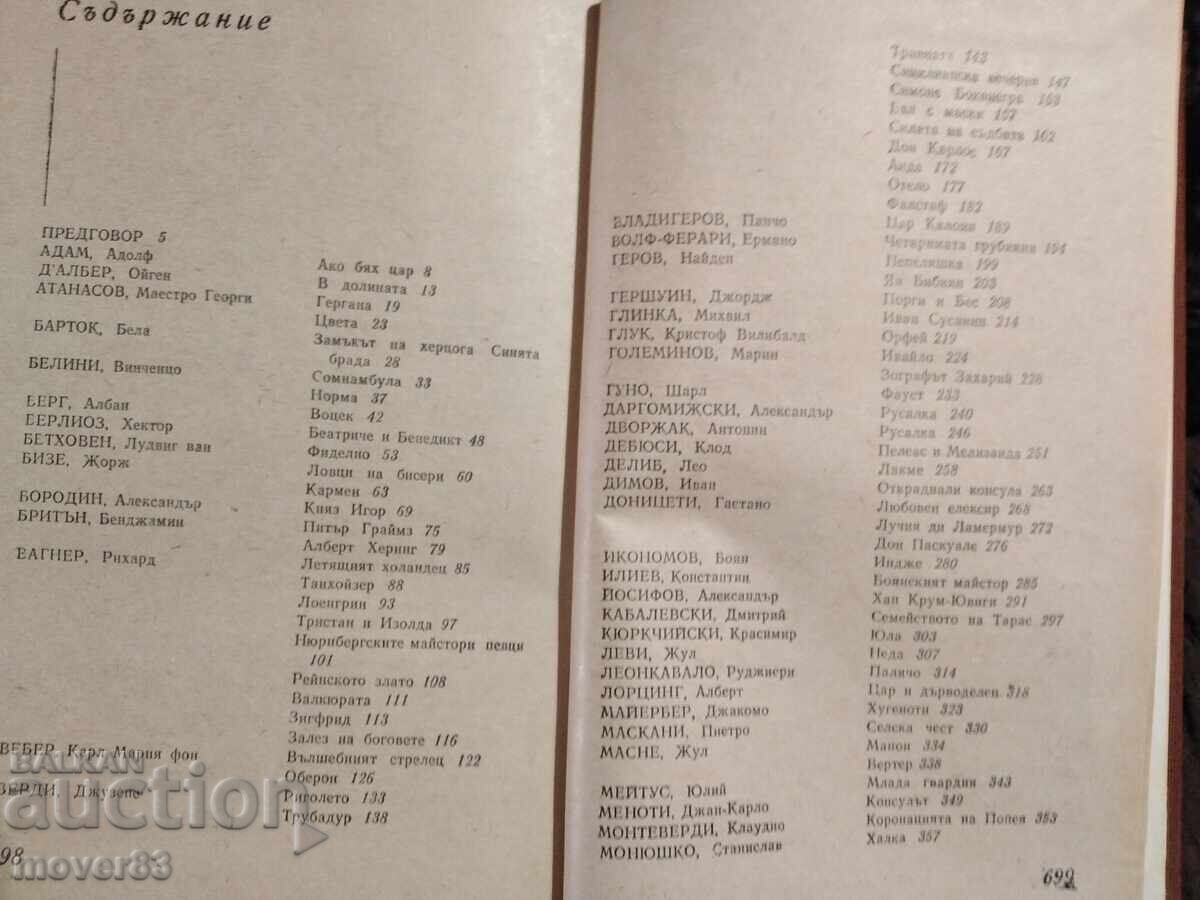 Съдържание
ПРЕДГОВОР 5
АДАМ, Адолф Ако бях цар 8
Д'АЛБЕР, Ойген В долината 13
АТАНАСОВ, Маестро Георги Гергана 19
Цвета 23
БАРТОК, Бела Замъкът на херцога Синята
брада 28
БЕЛИНИ, Винченцо Сомнамбула 33
Норма 37
БЕРГ, Албан Воцек 42
БЕРЛИОЗ, Хектор Беатриче и Бенедикт 48
БЕТХОВЕН, Лудвиг ван Фиделио 53
БИЗЕ, Жорж Ловци на бисери 60
Кармен 63
БОРОДИН, Александър Княз Игор 69
БРИТЪН, Бенджамин Питър Граймз 75
Алберт Херинг 79
ВАГНЕР, Рихард Летящият холандец 85
Танхойзер 88
Лоенгрин 93
Тристан и Изолда 97
Нюрнбергските майстори певци
101
Рейнското злато 108
Валкюрата 111
Зигфрид 113
Залез на боговете 116
ВЕБЕР, Карл Мария фон Вълшебният стрелец 122
Оберон 126
ВЕРДИ, Джузепе Риголето 133
Трубадур 138
98
Травиата 143
Сицилианска вечерня 147
Симоне Боканегра
Бал с маски 157
Силата на съдбата 162
Дон Карлос 167
Аида 172
Отело 177
Фалстаф 182
ВЛАДИГЕРОВ, Панчо Цар Калоян 189
ВОЛФ-ФЕРАРИ, Ермано Четиримата грубияни 194
ГЕРОВ, Найден Пепеляшка 199
Ян Бибиян 203
ГЕРШУИН, Джордж Порги и Бес 208
ГЛИНКА, Михаил Иван Сусанин 214
ГЛУК, Кристоф Вилибалд Орфей 219
ГОЛЕМИНОВ, Марин Ивайло 224
Зографът Захарий 228
ГУНО, Шарл Фауст 233
ДАРГОМИЖСКИ, Александър Русалка 240
ДВОРЖАК, Антонин Русалка 246
ДЕБЮСИ, Клод Пелеас и Мелизанда 251
ДЕЛИБ, Лео Лакме 258
ДИМОВ, Иван Откраднали консула 263
ДОНИЦЕТИ, Гаетано Любовен елексир 268
Лучия ди Ламермур 272
Дон Паскуале 276
ИКОНОМОВ, Боян Индже 280
ИЛИЕВ, Константин Боянският майстор 285
ЙОСИФОВ, Александър Хан Крум-Ювиги 291
КАБАЛЕВСКИ, Дмитрий Семейството на Тарас 297
КЮРКЧИЙСКИ, Красимир Юла 303
ЛЕВИ, Жул Неда 307
ЛЕОНКАВАЛО, Руджиери Палячо 314
ЛОРЦИНГ, Алберт Цар и дърводелец 318
МАЙЕРБЕР, Джакомо Хугеноти 323
МАСКАНИ, Пиетро Селска чест 330
МАСНЕ, Жул Манон 334
Вертер 338
МЕЙТУС, Юлий Млада гвардия 343
МЕНОТИ, Джан-Карло Консулът 349
МОНТЕВЕРДИ, Клаудио Коронацията на Попея 353
МОНЮШКО, Станислав Халка 357
699
BALKAN
auction
mover83